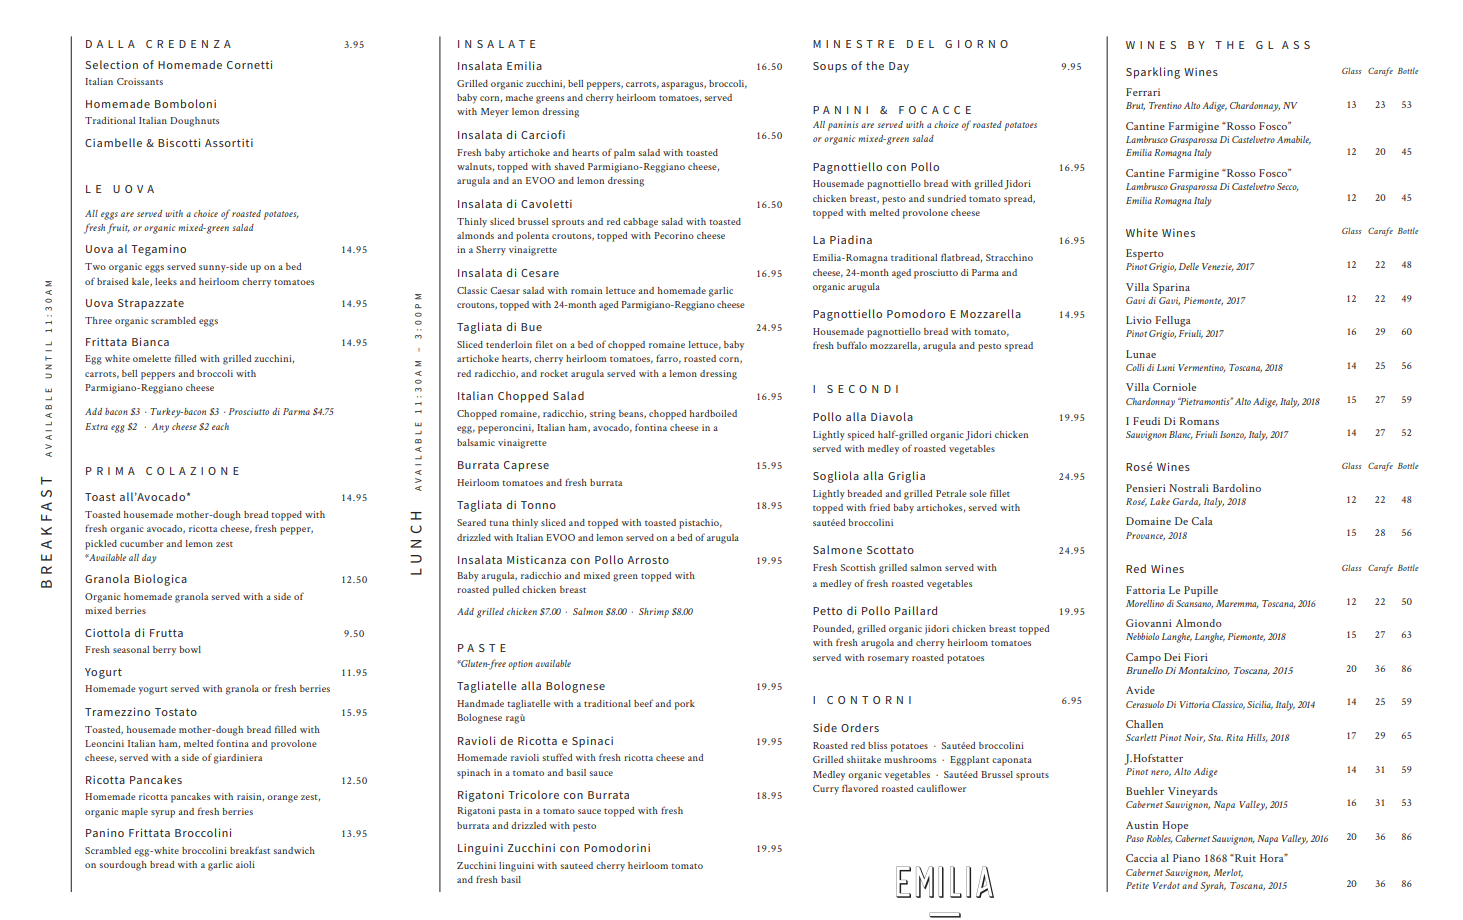 BREAKFAST AVAILABLE UNTIL 11:30AM
DALLA CREDENZA 3.95
Selection of Homemade Cornetti
Italian Croissants
Homemade Bomboloni
Traditional Italian Doughnuts
Ciambelle & Biscotti Assortiti
LE UOVA
All eggs are served with a choice of roasted potatoes,
fresh fruit, or organic mixed-green salad
Uova al Tegamino 14.95
Two organic eggs served sunny-side up on a bed
of braised kale, leeks and heirloom cherry tomatoes
Uova Strapazzate 14.95
Three organic scrambled eggs
Frittata Bianca 14.95
Egg white omelette filled with grilled zucchini,
carrots, bell peppers and broccoli with
Parmigiano-Reggiano cheese
Add bacon $3 · Turkey-bacon $3 · Prosciutto di Parma $4.75
Extra egg $2 · Any cheese $2 each
PRIMA COLAZIONE
Toast all'Avocado* 14.95
Toasted housemade mother-dough bread topped with
fresh organic avocado, ricotta cheese, fresh pepper,
pickled cucumber and lemon zest
*Available all day
Granola Biologica 12.50
Organic homemade granola served with a side of
mixed berries
Ciottola di Frutta 9.50
Fresh seasonal berry bowl
Yogurt 11.95
Homemade yogurt served with granola or fresh berries
Tramezzino Tostato 15.95
Toasted, housemade mother-dough bread filled with
Leoncini Italian ham, melted fontina and provolone
cheese, served with a side of giardiniera
Ricotta Pancakes 12.50
Homemade ricotta pancakes with raisin, orange zest,
organic maple syrup and fresh berries
Panino Frittata Broccolini 13.95
Scrambled egg-white broccolini breakfast sandwich
on sourdough bread with a garlic aioli
LUNCH AVAILABLE 11:30AM – 3:00PM
INSALATE
Insalata Emilia 16.50
Grilled organic zucchini, bell peppers, carrots, asparagus, broccoli,
baby corn, mache greens and cherry heirloom tomatoes, served
with Meyer lemon dressing
Insalata di Carciofi 16.50
Fresh baby artichoke and hearts of palm salad with toasted
walnuts, topped with shaved Parmigiano-Reggiano cheese,
arugula and an EVOO and lemon dressing
Insalata di Cavoletti 16.50
Thinly sliced brussel sprouts and red cabbage salad with toasted
almonds and polenta croutons, topped with Pecorino cheese
in a Sherry vinaigrette
Insalata di Cesare 16.95
Classic Caesar salad with romain lettuce and homemade garlic
croutons, topped with 24-month aged Parmigiano-Reggiano cheese
Tagliata di Bue 24.95
Sliced tenderloin filet on a bed of chopped romaine lettuce, baby
artichoke hearts, cherry heirloom tomatoes, farro, roasted corn,
red radicchio, and rocket arugula served with a lemon dressing
Italian Chopped Salad 16.95
Chopped romaine, radicchio, string beans, chopped hardboiled
egg, peperoncini, Italian ham, avocado, fontina cheese in a
balsamic vinaigrette
Burrata Caprese 15.95
Heirloom tomatoes and fresh burrata
Tagliata di Tonno 18.95
Seared tuna thinly sliced and topped with toasted pistachio,
drizzled with Italian EVOO and lemon served on a bed of arugula
Insalata Misticanza con Pollo Arrosto 19.95
Baby arugula, radicchio and mixed green topped with
roasted pulled chicken breast
Add grilled chicken $7.00 · Salmon $8.00 · Shrimp $8.00
PASTE
*Gluten-free option available
Tagliatelle alla Bolognese 19.95
Handmade tagliatelle with a traditional beef and pork
Bolognese ragù
Ravioli de Ricotta e Spinaci 19.95
Homemade ravioli stuffed with fresh ricotta cheese and
spinach in a tomato and basil sauce
Rigatoni Tricolore con Burrata 18.95
Rigatoni pasta in a tomato sauce topped with fresh
burrata and drizzled with pesto
Linguini Zucchini con Pomodorini 19.95
Zucchini linguini with sauteed cherry heirloom tomato
and fresh basil
MINESTRE DEL GIORNO
Soups of the Day 9.95
PANINI & FOCACCE
All paninis are served with a choice of roasted potatoes
or organic mixed-green salad
Pagnottiello con Pollo 16.95
Housemade pagnottiello bread with grilled Jidori
chicken breast, pesto and sundried tomato spread,
topped with melted provolone cheese
La Piadina 16.95
Emilia-Romagna traditional flatbread, Stracchino
cheese, 24-month aged prosciutto di Parma and
organic arugula
Pagnottiello Pomodoro E Mozzarella 14.95
Housemade pagnottiello bread with tomato,
fresh buffalo mozzarella, arugula and pesto spread
I SECONDI
Pollo alla Diavola 19.95
Lightly spiced half-grilled organic Jidori chicken
served with medley of roasted vegetables
Sogliola alla Griglia 24.95
Lightly breaded and grilled Petrale sole fillet
topped with fried baby artichokes, served with
sautéed broccolini
Salmone Scottato 24.95
Fresh Scottish grilled salmon served with
a medley of fresh roasted vegetables
Petto di Pollo Paillard 19.95
Pounded, grilled organic jidori chicken breast topped
with fresh arugola and cherry heirloom tomatoes
served with rosemary roasted potatoes
I CONTORNI 6.95
Side Orders
Roasted red bliss potatoes · Sautéed broccolini
Grilled shiitake mushrooms · Eggplant caponata
Medley organic vegetables · Sautéed Brussel sprouts
Curry flavored roasted cauliflower
EMILIA
WINES BY THE GLASS
Sparkling Wines Glass Carafe Bottle
Ferrari
Brut, Trentino Alto Adige, Chardonnay, NV 13 23 53
Cantine Farmigine “Rosso Fosco”
Lambrusco Grasparossa Di Castelvetro Amabile,
Emilia Romagna Italy 12 20 45
Cantine Farmigine “Rosso Fosco”
Lambrusco Grasparossa Di Castelvetro Secco,
Emilia Romagna Italy 12 20 45
White Wines Glass Carafe Bottle
Esperto
Pinot Grigio, Delle Venezie, 2017 12 22 48
Villa Sparina
Gavi di Gavi, Piemonte, 2017 12 22 49
Livio Felluga
Pinot Grigio, Friuli, 2017 16 29 60
Lunae
Colli di Luni Vermentino, Toscana, 2018 14 25 56
Villa Corniole
Chardonnay “Pietramontis” Alto Adige, Italy, 2018 15 27 59
I Feudi Di Romans
Sauvignon Blanc, Friuli Isonzo, Italy, 2017 14 27 52
Rosé Wines Glass Carafe Bottle
Pensieri Nostrali Bardolino
Rosé, Lake Garda, Italy, 2018 12 22 48
Domaine De Cala
Provance, 2018 15 28 56
Red Wines Glass Carafe Bottle
Fattoria Le Pupille
Morellino di Scansano, Maremma, Toscana, 2016 12 22 50
Giovanni Almondo
Nebbiolo Langhe, Langhe, Piemonte, 2018 15 27 63
Campo Dei Fiori
Brunello Di Montalcino, Toscana, 2015 20 36 86
Avide
Cerasuolo Di Vittoria Classico, Sicilia, Italy, 2014 14 25 59
Challen
Scarlett Pinot Noir, Sta. Rita Hills, 2018 17 29 65
J.Hofstatter
Pinot nero, Alto Adige 14 31 59
Buehler Vineyards
Cabernet Sauvignon, Napa Valley, 2015 16 31 53
Austin Hope
Paso Robles, Cabernet Sauvignon, Napa Valley, 2016 20 36 86
Caccia al Piano 1868 “Ruit Hora”
Cabernet Sauvignon, Merlot,
Petite Verdot and Syrah, Toscana, 2015 20 36 86